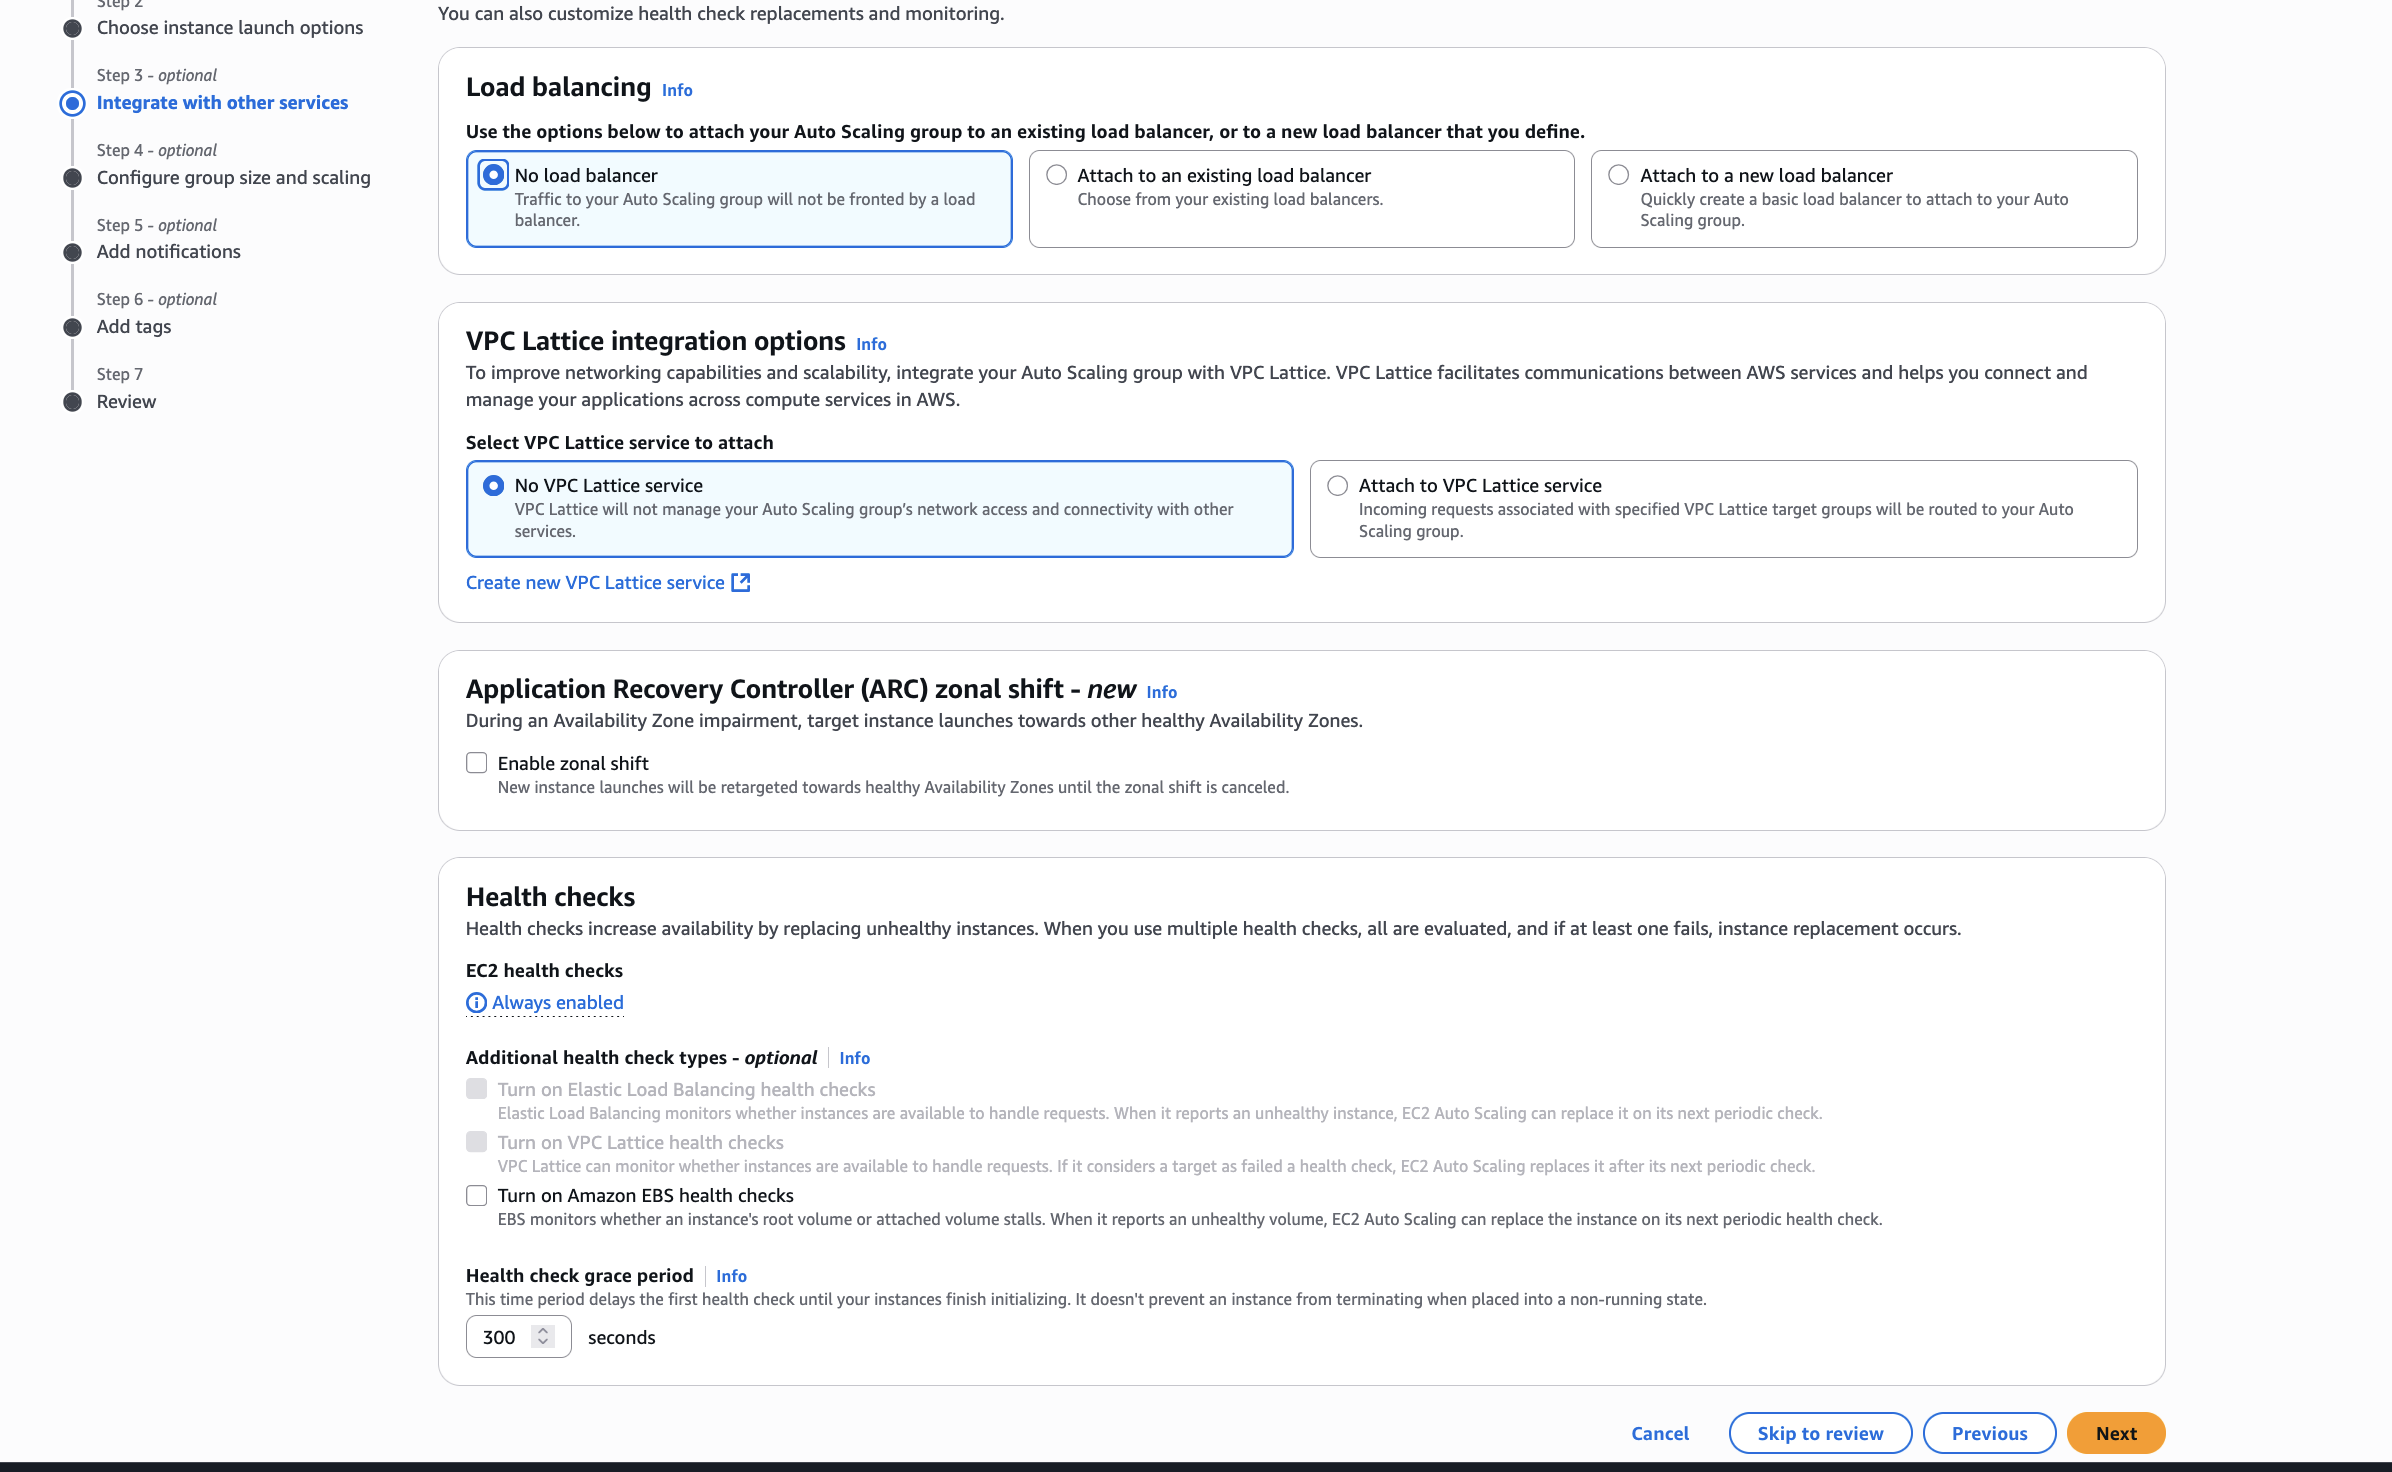 Step 2
Choose instance launch options
Step 3 - optional
Integrate with other services
Step 4 - optional
Configure group size and scaling
Step 5 - optional
Add notifications
Step 6 - optional
Add tags
Step 7
Review
You can also customize health check replacements and monitoring.
Load balancing Info
Use the options below to attach your Auto Scaling group to an existing load balancer, or to a new load balancer that you define.
No load balancer
Traffic to your Auto Scaling group will not be fronted by a load
balancer.
Attach to an existing load balancer
Choose from your existing load balancers.
Attach to a new load balancer
Quickly create a basic load balancer to attach to your Auto
Scaling group.
VPC Lattice integration options Info
To improve networking capabilities and scalability, integrate your Auto Scaling group with VPC Lattice. VPC Lattice facilitates communications between AWS services and helps you connect and
manage your applications across compute services in AWS.
Select VPC Lattice service to attach
No VPC Lattice service
VPC Lattice will not manage your Auto Scaling group's network access and connectivity with other
services.
Attach to VPC Lattice service
Incoming requests associated with specified VPC Lattice target groups will be routed to your Auto
Scaling group.
Create new VPC Lattice service
Application Recovery Controller (ARC) zonal shift - new Info
During an Availability Zone impairment, target instance launches towards other healthy Availability Zones.
Enable zonal shift
New instance launches will be retargeted towards healthy Availability Zones until the zonal shift is canceled.
Health checks
Health checks increase availability by replacing unhealthy instances. When you use multiple health checks, all are evaluated, and if at least one fails, instance replacement occurs.
EC2 health checks
Always enabled
Additional health check types - optional Info
Turn on Elastic Load Balancing health checks
Elastic Load Balancing monitors whether instances are available to handle requests. When it reports an unhealthy instance, EC2 Auto Scaling can replace it on its next periodic check.
Turn on VPC Lattice health checks
VPC Lattice can monitor whether instances are available to handle requests. If it considers a target as failed a health check, EC2 Auto Scaling replaces it after its next periodic check.
Turn on Amazon EBS health checks
EBS monitors whether an instance's root volume or attached volume stalls. When it reports an unhealthy volume, EC2 Auto Scaling can replace the instance on its next periodic health check.
Health check grace period Info
This time period delays the first health check until your instances finish initializing. It doesn't prevent an instance from terminating when placed into a non-running state.
300 seconds
Cancel Skip to review Previous Next